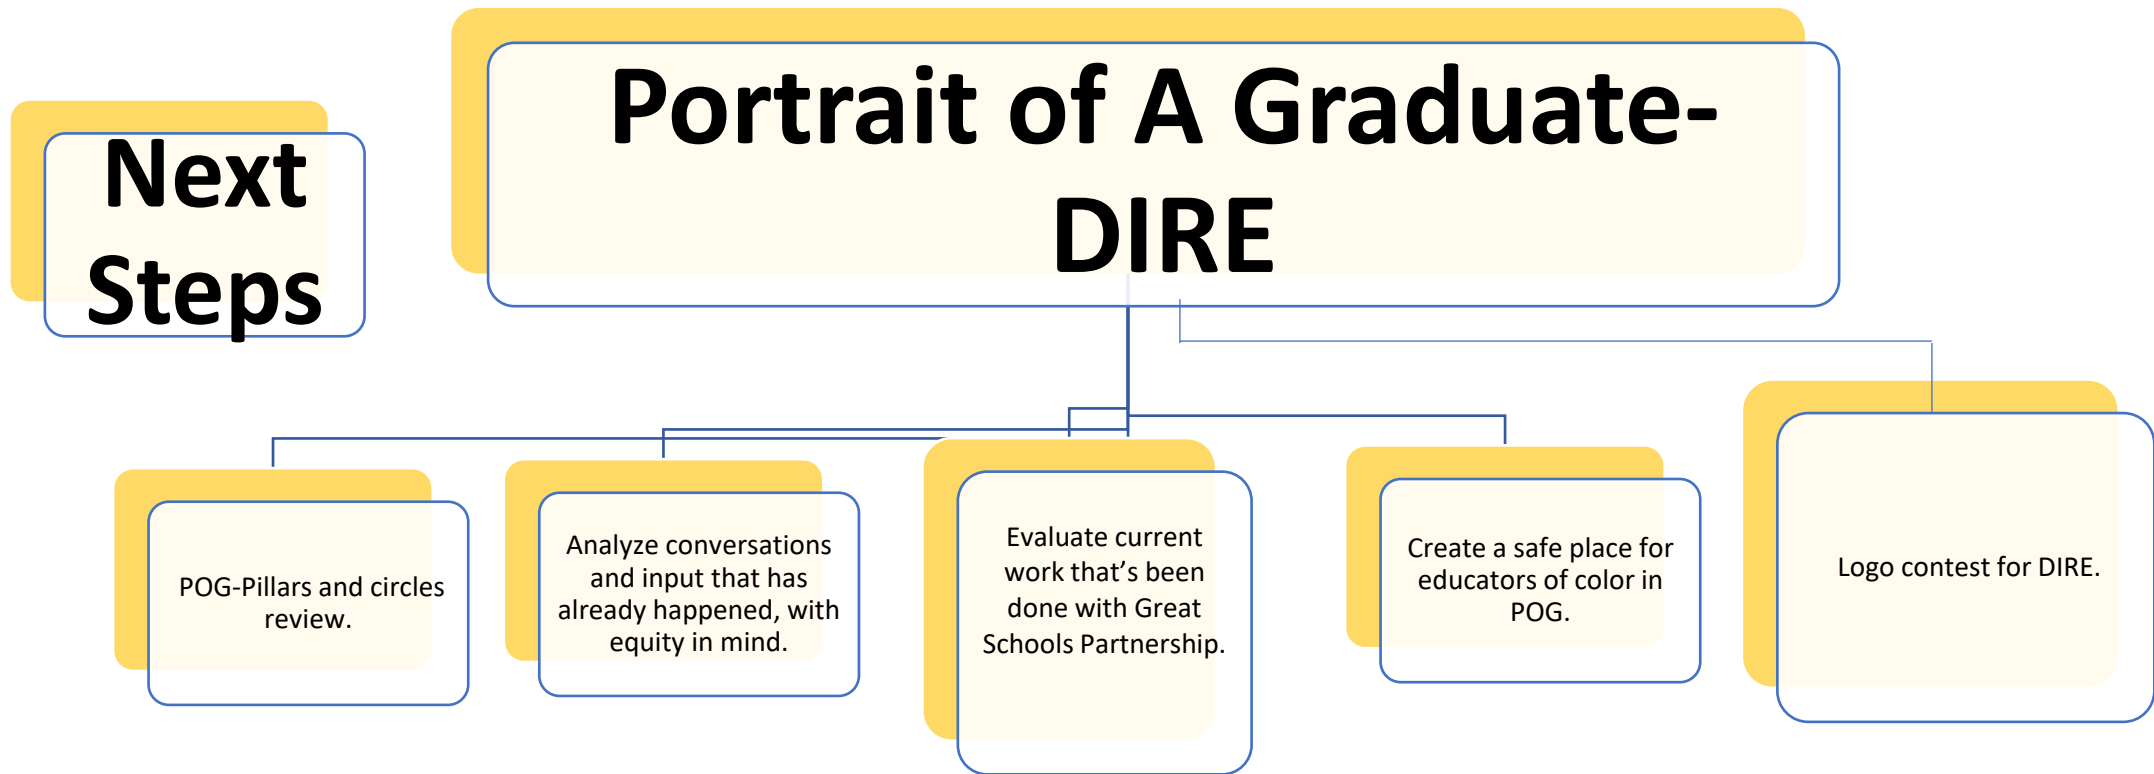 Next
Steps
Portrait of A Graduate-
DIRE
POG-Pillars and circles
review.
Analyze conversations
and input that has
already happened, with
equity in mind.
Evaluate current
work that’s been
done with Great
Schools Partnership.
Create a safe place for
educators of color in
POG.
Logo contest for DIRE.